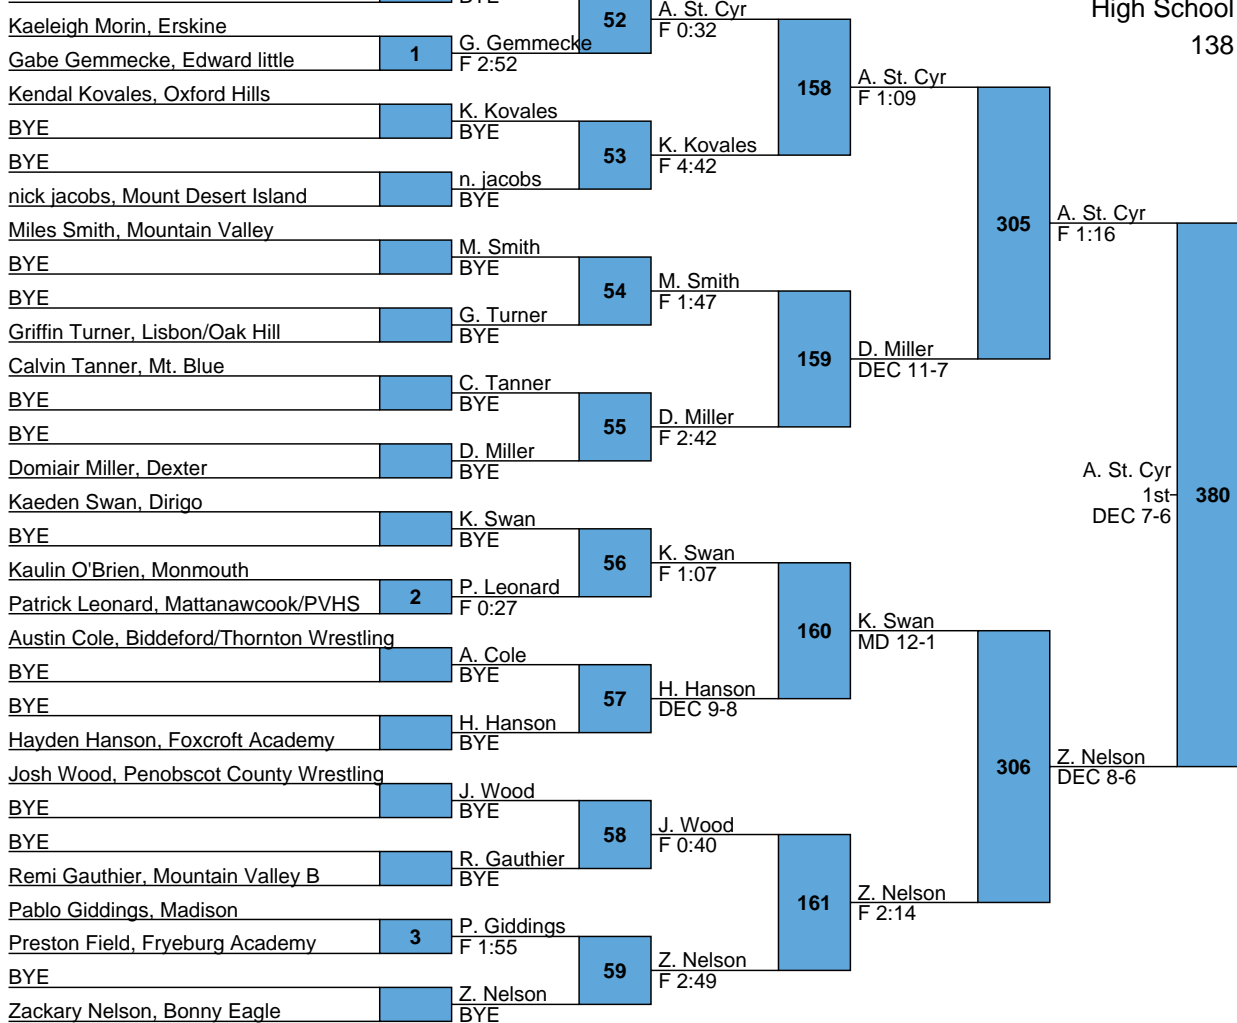 BYE
High School
138
Kaeleigh Morin, Erskine
Gabe Gemmecke, Edward little
Kendal Kovales, Oxford Hills
BYE
BYE
nick jacobs, Mount Desert Island
Miles Smith, Mountain Valley
BYE
BYE
Griffin Turner, Lisbon/Oak Hill
Calvin Tanner, Mt. Blue
BYE
BYE
Domiair Miller, Dexter
Kaeden Swan, Dirigo
BYE
Kaulin O'Brien, Monmouth
Patrick Leonard, Mattanawcook/PVHS
Austin Cole, Biddeford/Thornton Wrestling
BYE
BYE
Hayden Hanson, Foxcroft Academy
Josh Wood, Penobscot County Wrestling
BYE
BYE
Remi Gauthier, Mountain Valley B
Pablo Giddings, Madison
Preston Field, Fryeburg Academy
BYE
Zackary Nelson, Bonny Eagle
1
G. Gemmecke
F 2:52
K. Kovales
BYE
n. jacobs
BYE
M. Smith
BYE
G. Turner
BYE
C. Tanner
BYE
D. Miller
BYE
K. Swan
BYE
2
P. Leonard
F 0:27
A. Cole
BYE
H. Hanson
BYE
J. Wood
BYE
R. Gauthier
BYE
3
P. Giddings
F 1:55
Z. Nelson
BYE
52
A. St. Cyr
F 0:32
53
K. Kovales
F 4:42
54
M. Smith
F 1:47
55
D. Miller
F 2:42
56
K. Swan
F 1:07
57
H. Hanson
DEC 9-8
58
J. Wood
F 0:40
59
Z. Nelson
F 2:49
158
A. St. Cyr
F 1:09
159
D. Miller
DEC 11-7
160
K. Swan
MD 12-1
161
Z. Nelson
F 2:14
305
A. St. Cyr
F 1:16
306
Z. Nelson
DEC 8-6
A. St. Cyr
1st
DEC 7-6
380